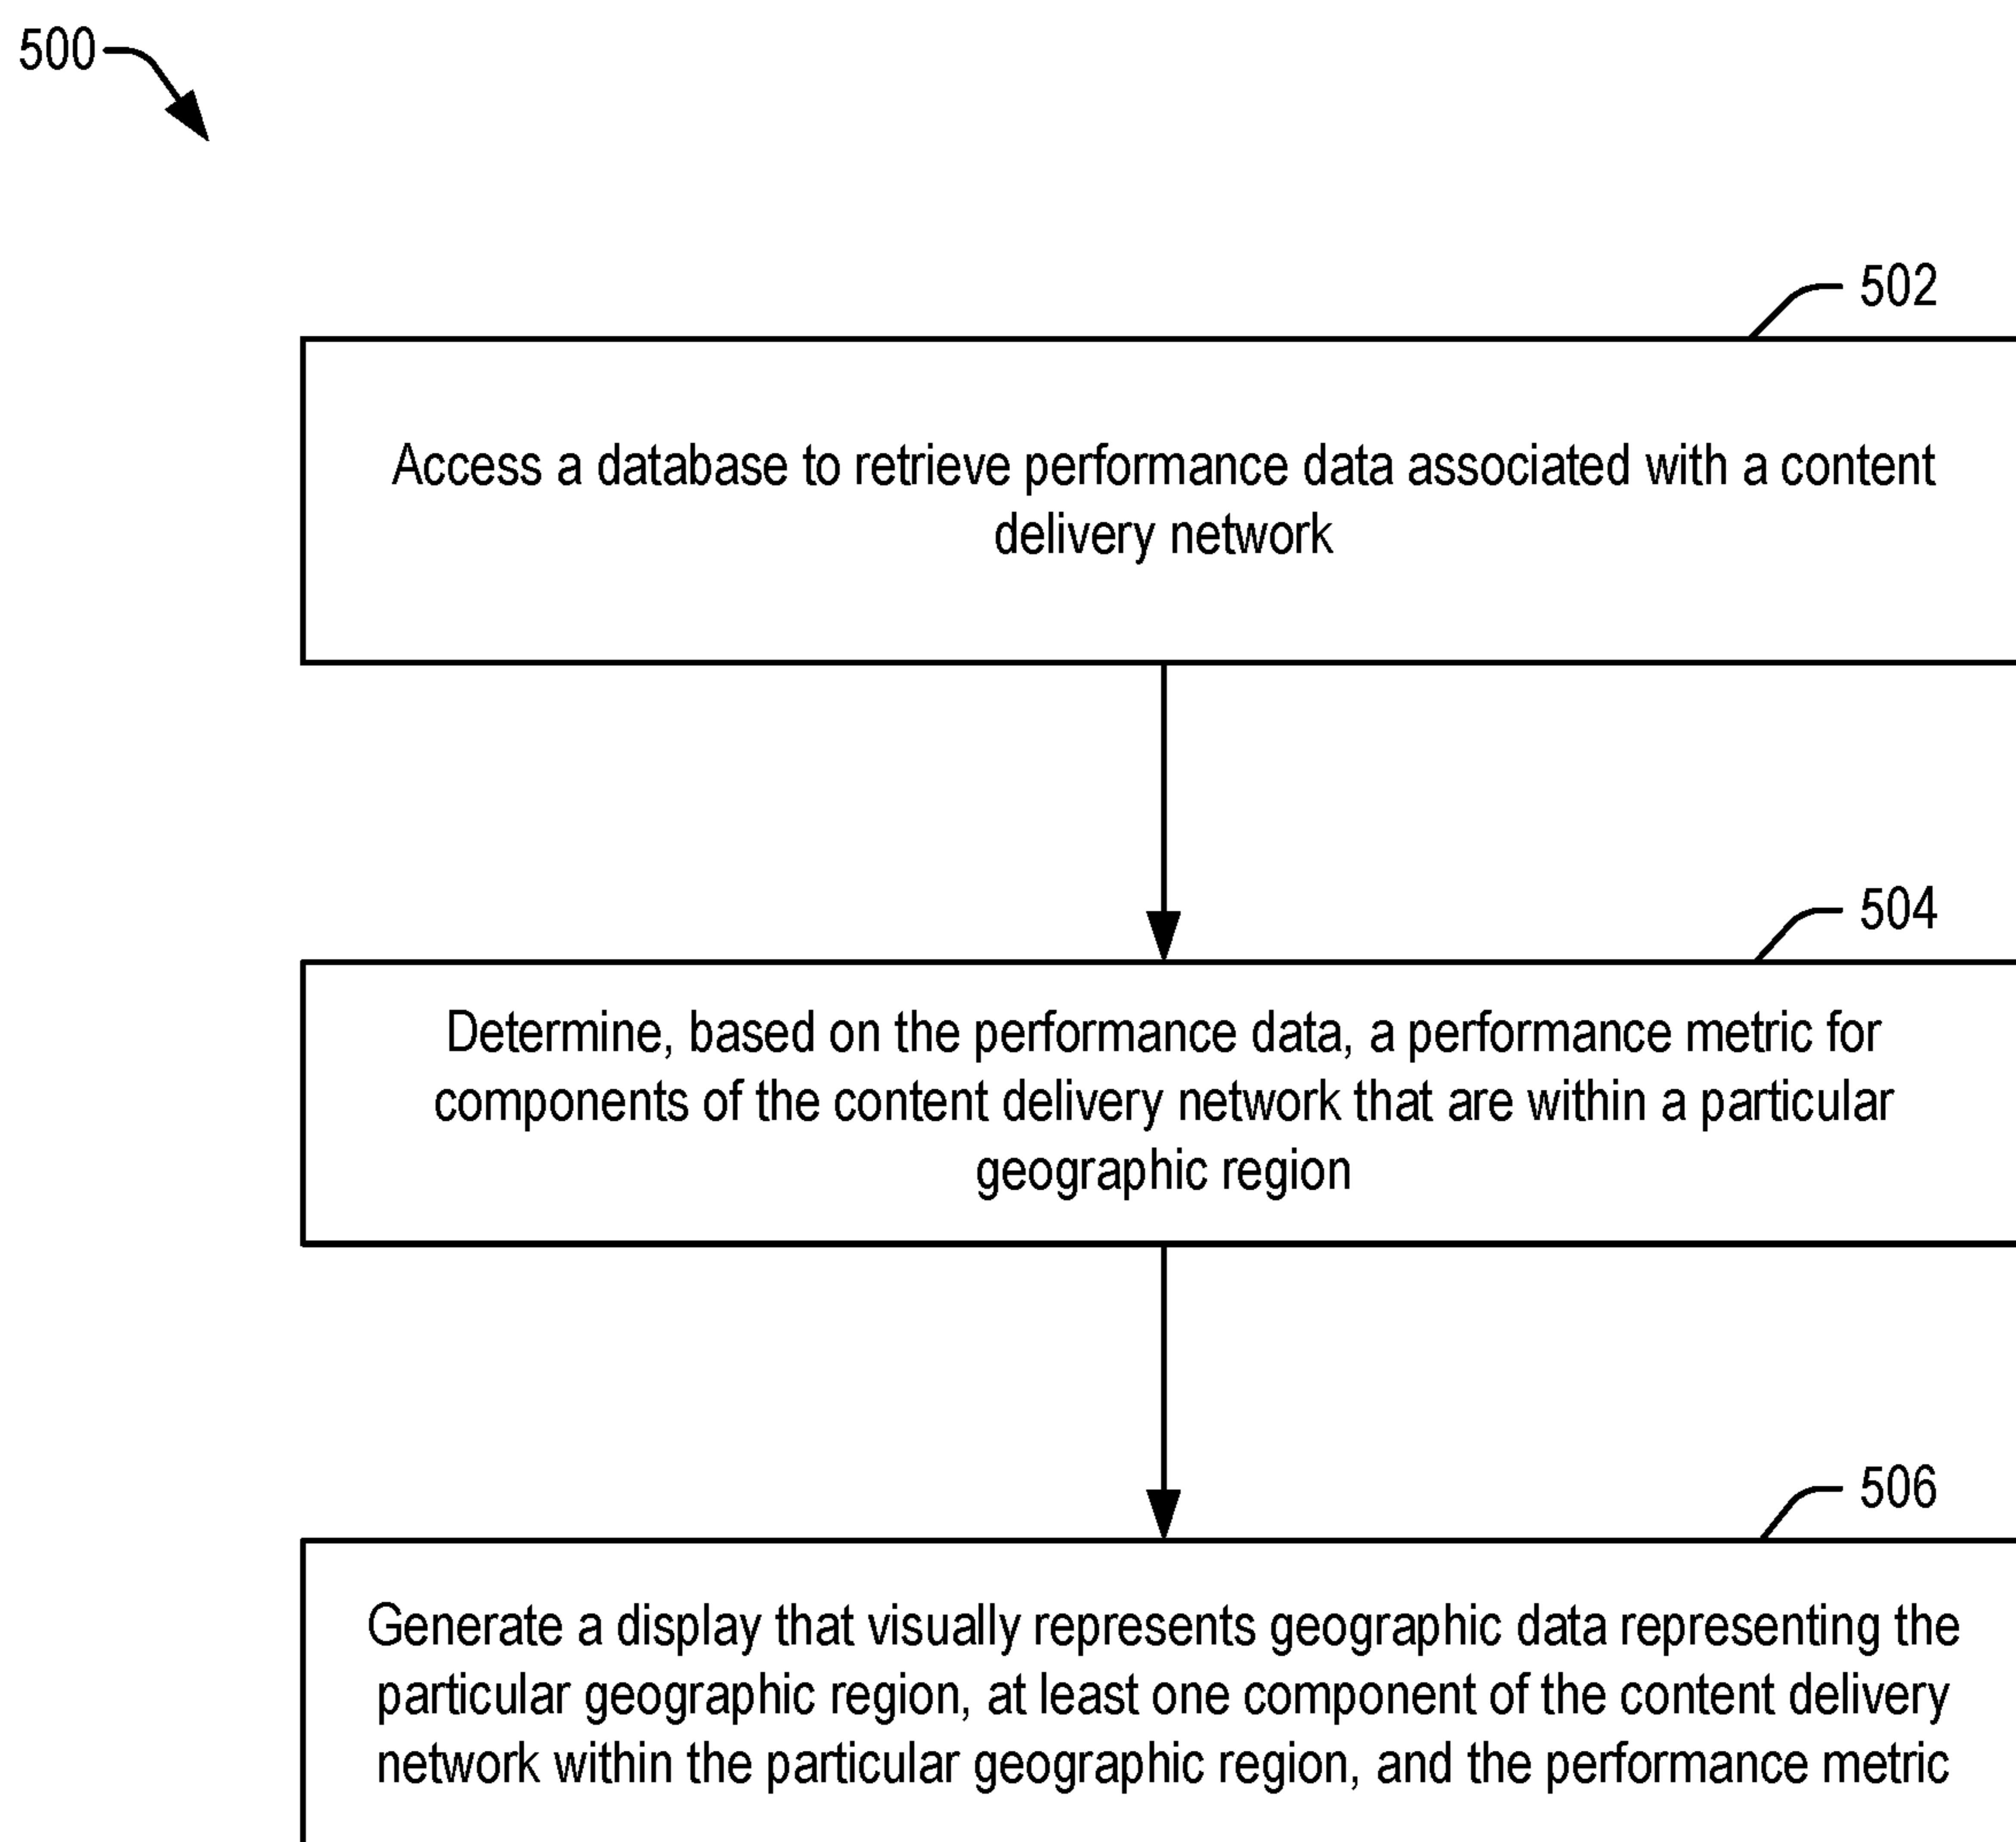 500
502
Access a database to retrieve performance data associated with a content
delivery network
504
Determine, based on the performance data, a performance metric for
components of the content delivery network that are within a particular
geographic region
506
Generate a display that visually represents geographic data representing the
particular geographic region, at least one component of the content delivery
network within the particular geographic region, and the performance metric